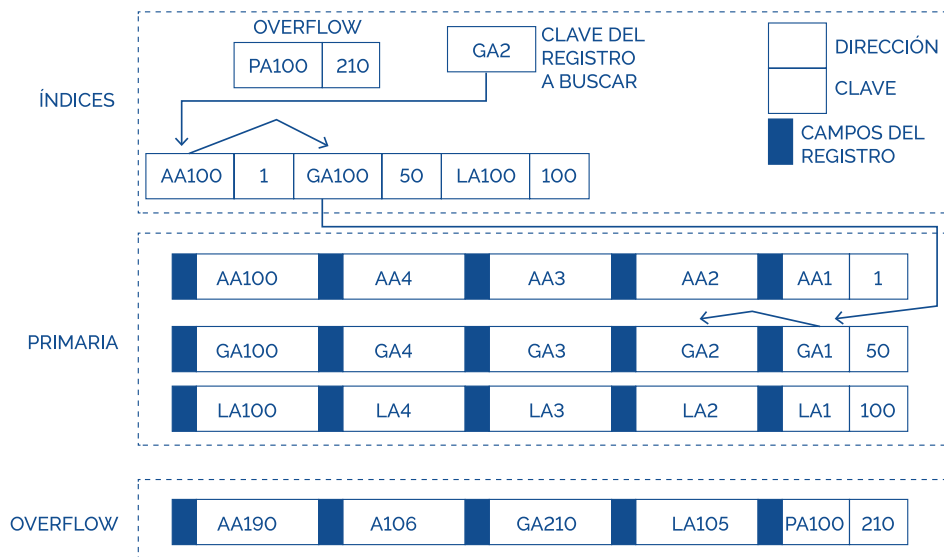 OVERFLOW
PA100 210
GA2
CLAVE DEL
REGISTRO
A BUSCAR
DIRECCIÓN
CLAVE
CAMPOS DEL
REGISTRO
ÍNDICES
AA100 1 GA100 50 LA100 100
PRIMARIA
AA100 AA4 AA3 AA2 AA1 1
GA100 GA4 GA3 GA2 GA1 50
LA100 LA4 LA3 LA2 LA1 100
OVERFLOW
AA190 A106 GA210 LA105 PA100 210